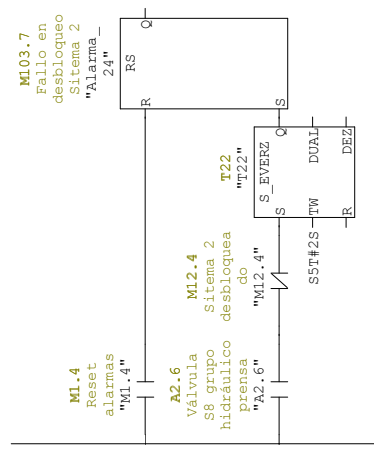 M103.7
Fallo en
desbloqueo
Sitema 2
"Alarma_
24"
RS
R
S
Q
T22
"T22"
S_EVERZ
S
Q
TW
DUAL
R
DEZ
S5T#2S
M12.4
Sitema 2
desbloquea
do
"M12.4"
M1.4
Reset
alarmas
"M1.4"
A2.6
Válvula
S8 grupo
hidráulico
prensa
"A2.6"